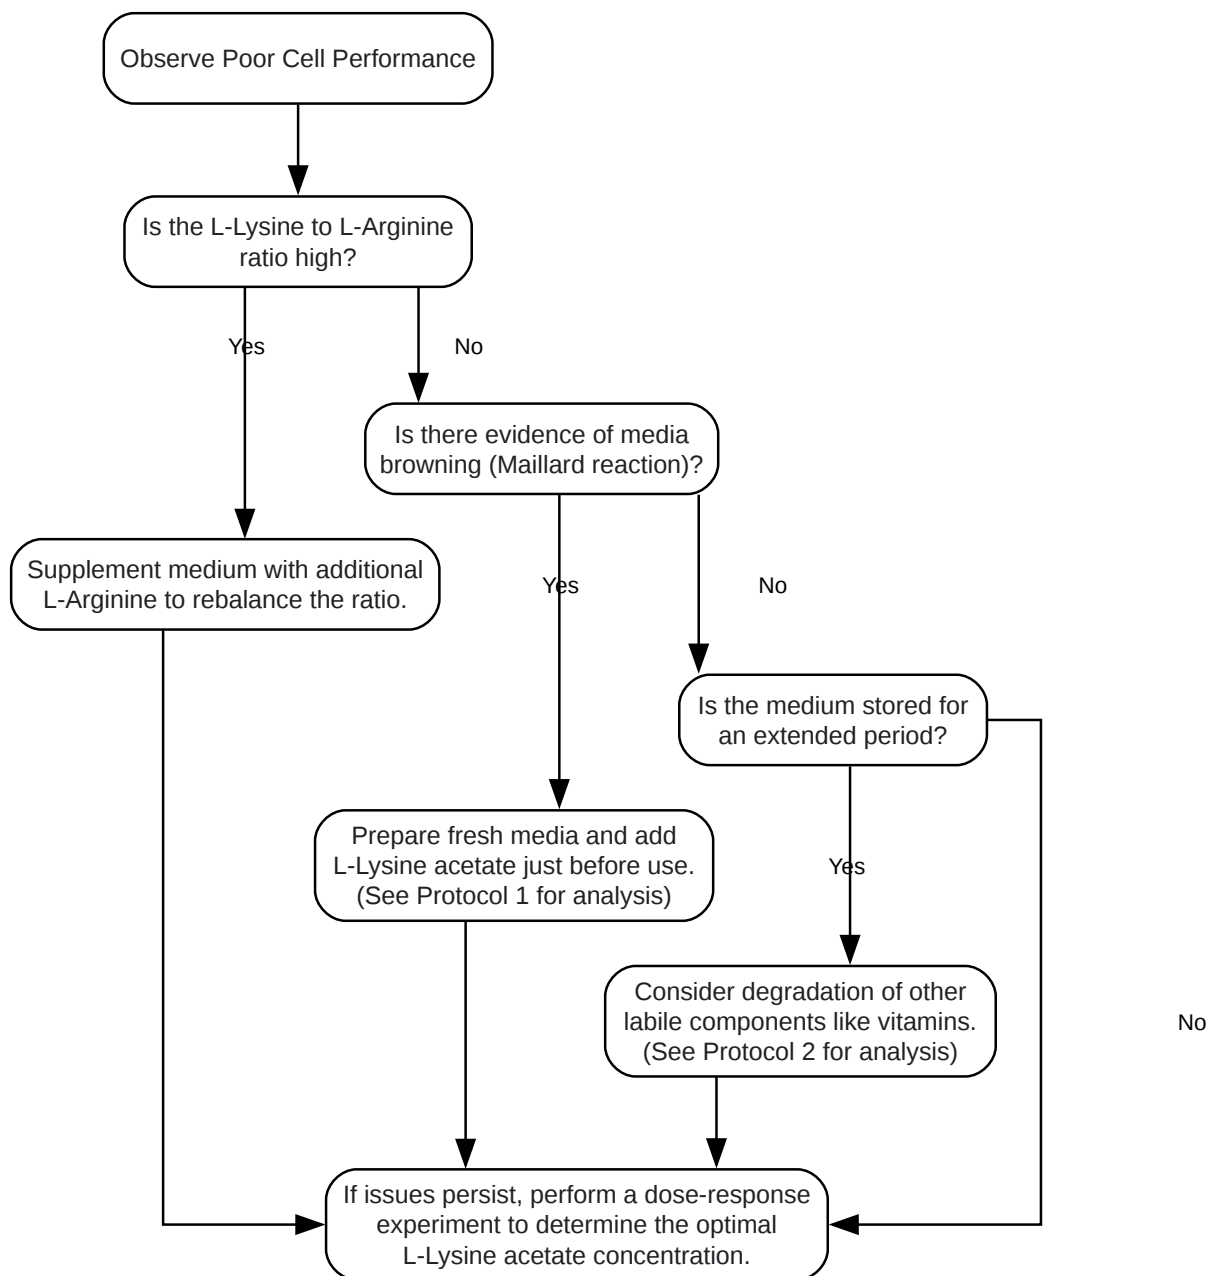 Observe Poor Cell Performance
Is the L-Lysine to L-Arginine
ratio high?
Yes
No
Is there evidence of media
browning (Maillard reaction)?
Supplement medium with additional
L-Arginine to rebalance the ratio.
Yes
No
Is the medium stored for
an extended period?
Prepare fresh media and add
L-Lysine acetate just before use.
(See Protocol 1 for analysis)
Yes
Consider degradation of other
labile components like vitamins.
(See Protocol 2 for analysis)
No
If issues persist, perform a dose-response
experiment to determine the optimal
L-Lysine acetate concentration.